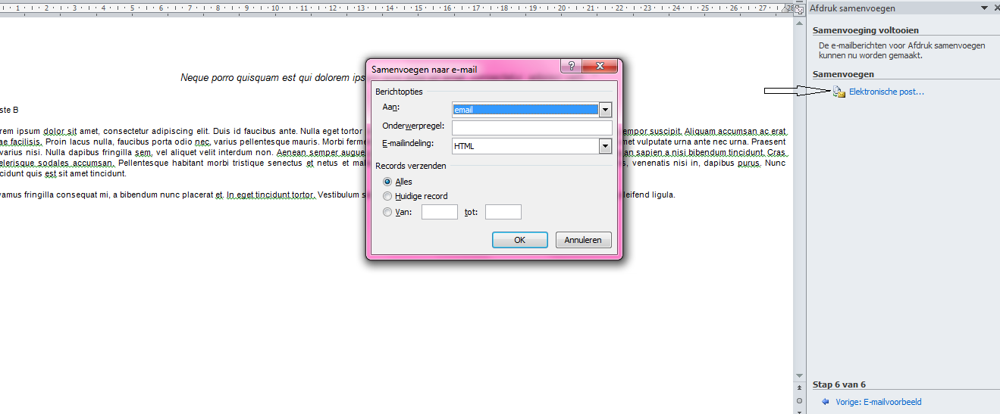 1 2 3 4 5 6 7 8 9 10 11 12 13 14 15 16 17 18 19 20 21 22 23 24 25 26 27 28
Afdruk samenvoegen
Samenvoeging voltooien
De e-mailberichten voor Afdruk samenvoegen
kunnen nu worden gemaakt.
Samenvoegen
Elektronische post...
Neque porro quisquam est qui dolorem ips
ste B
rem ipsum dolor sit amet, consectetur adipiscing elit. Duis id faucibus ante. Nulla eget tortor
empor suscipit. Aliquam accumsan ac erat
ae facilisis. Proin lacus nulla, faucibus porta odio nec, varius pellentesque mauris. Morbi ferme
met vulputate urna ante nec urna. Praesent
varius nisi. Nulla dapibus fringilla sem, vel aliquet velit interdum non. Aenean semper augue
an sapien a nisi bibendum tincidunt. Cras
elerisque sodales accumsan. Pellentesque habitant morbi tristique senectus et netus et mal
s, venenatis nisi in, dapibus purus. Nunc
cidunt quis est sit amet tincidunt.
vamus fringilla consequat mi, a bibendum nunc placerat et. In eget tincidunt tortor. Vestibulum s
leifend ligula.
Samenvoegen naar e-mail
?
Berichtopties
Aan: email
Onderwerpregel:
E-mailindeling: HTML
Records verzenden
Alles
Huidige record
Van: tot:
OK Annuleren
Stap 6 van 6
Vorige: E-mailvoorbeeld